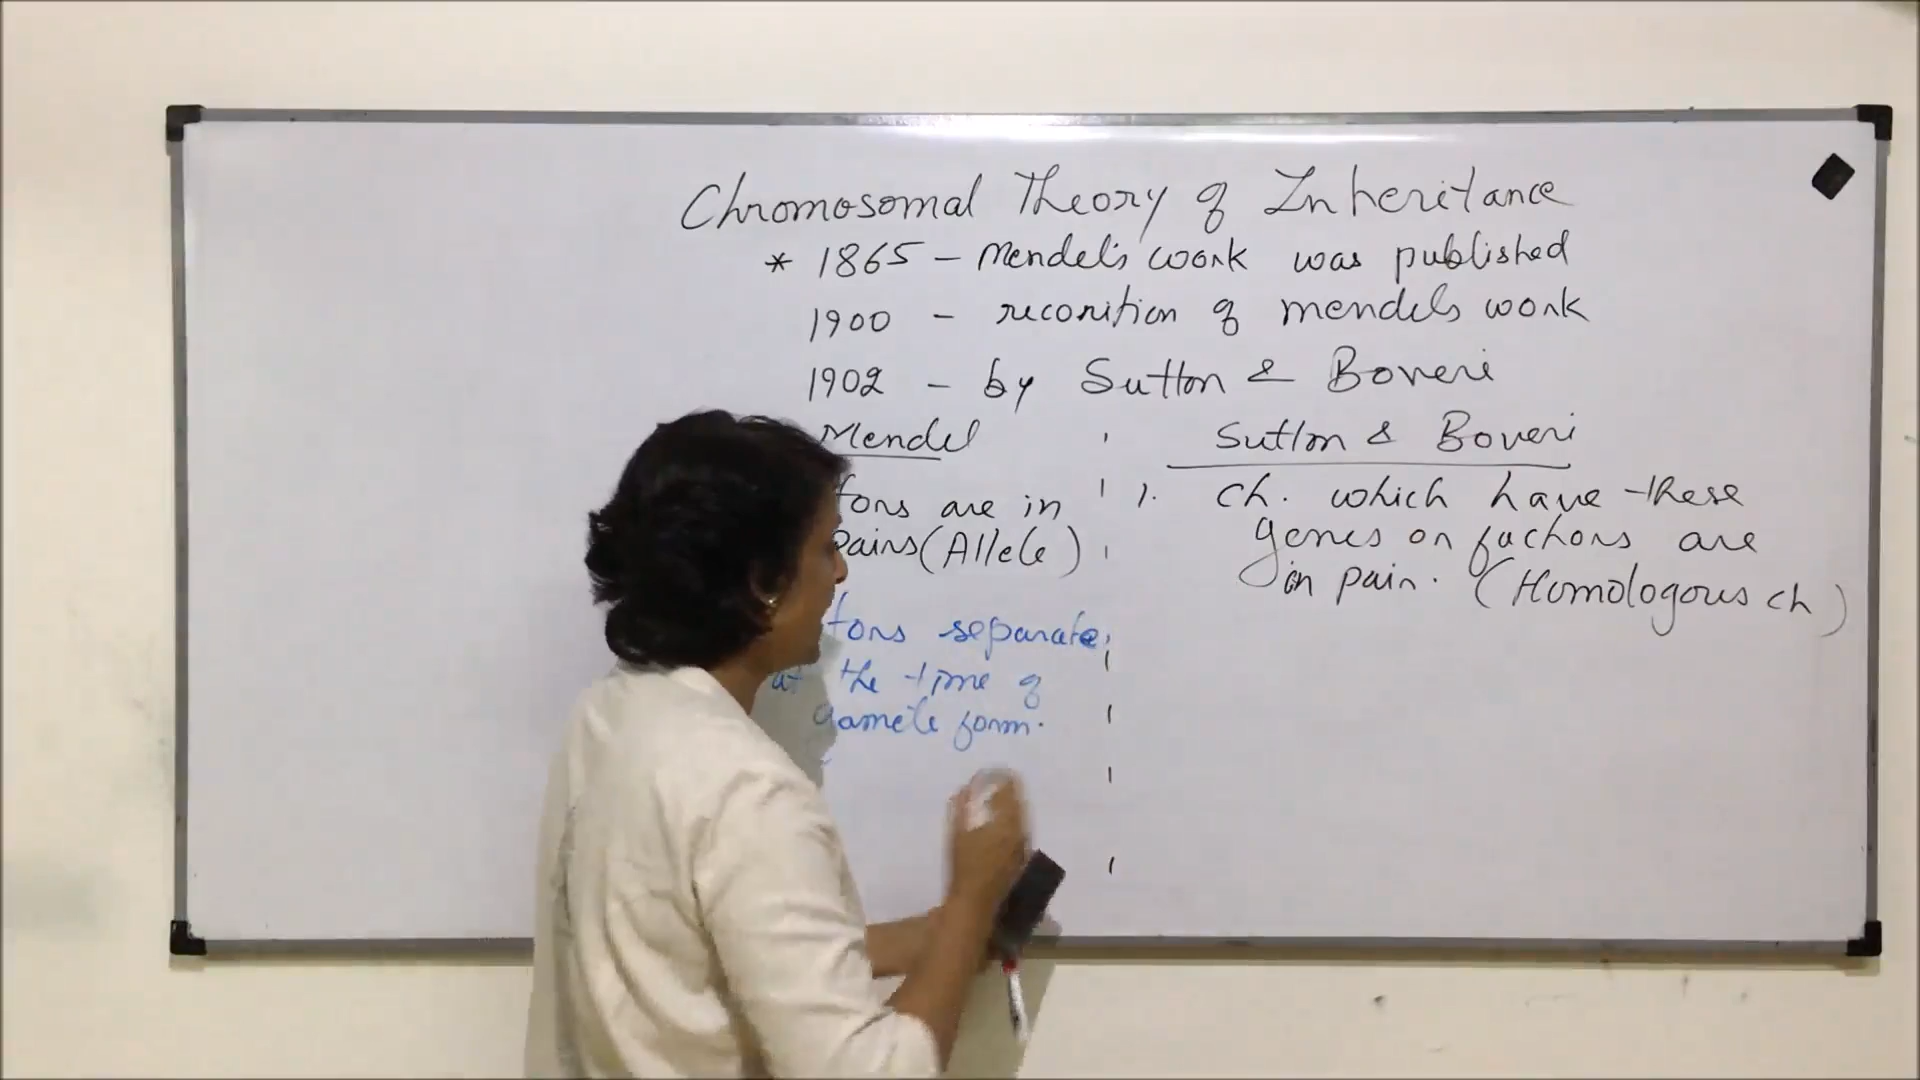 Chromosomal Theory of Inheritance
* 1865 - Mendel's work was published
1900 - reconition of mendels work
1902 - by Sutton & Boveri
Mendel
Sutton & Boveri
tors are in
Pairs (Allele)
1. Ch. which have these
genes or factors are
in pair. (Homologous ch)
tors separate
at the time of
gamete form.